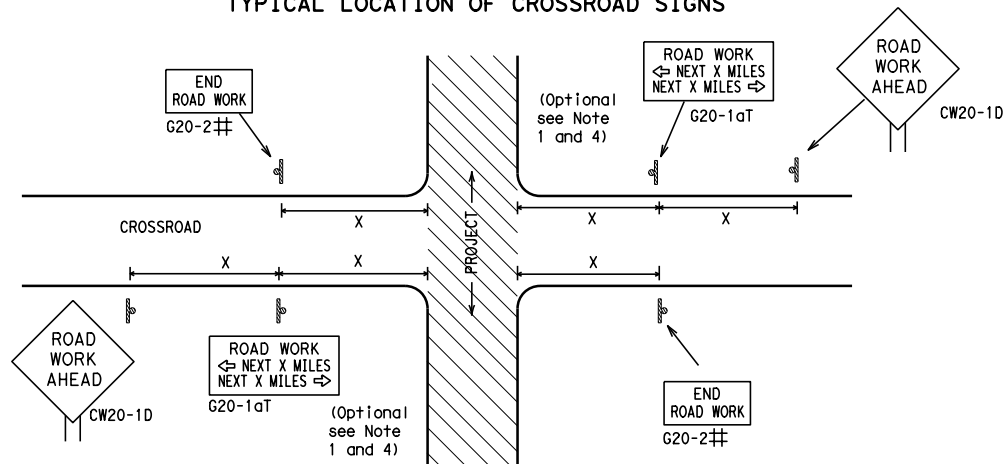 TYPICAL LOCATION OF CROSSROAD SIGNS
END
ROAD WORK
G20-2#
(Optional
see Note
1 and 4)
ROAD WORK
⇦ NEXT X MILES
NEXT X MILES ⇨
G20-1aT
ROAD
WORK
AHEAD
CW20-1D
X
X
X
CROSSROAD
PROJECT
X
X
X
ROAD
WORK
AHEAD
CW20-1D
ROAD WORK
⇦ NEXT X MILES
NEXT X MILES ⇨
G20-1aT
(Optional
see Note
1 and 4)
END
ROAD WORK
G20-2#